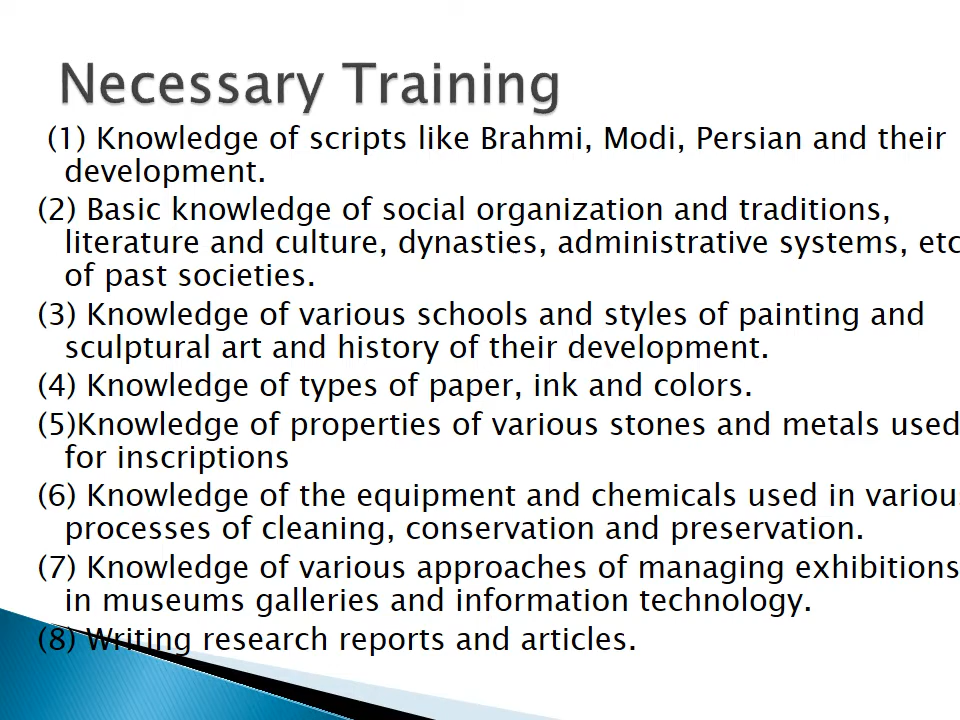 Necessary Training
(1) Knowledge of scripts like Brahmi, Modi, Persian and their
development.
(2) Basic knowledge of social organization and traditions,
literature and culture, dynasties, administrative systems, etc
of past societies.
(3) Knowledge of various schools and styles of painting and
sculptural art and history of their development.
(4) Knowledge of types of paper, ink and colors.
(5)Knowledge of properties of various stones and metals used
for inscriptions
(6) Knowledge of the equipment and chemicals used in various
processes of cleaning, conservation and preservation.
(7) Knowledge of various approaches of managing exhibitions
in museums galleries and information technology.
(8) Writing research reports and articles.